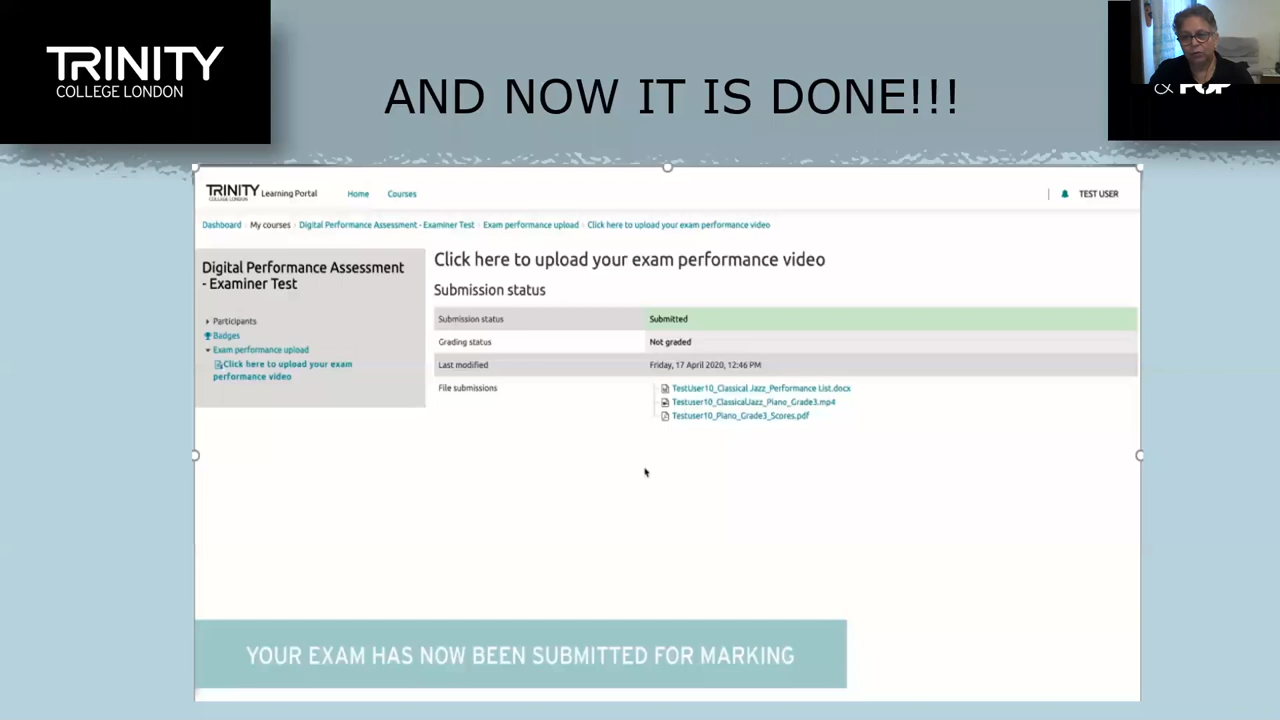 TRINITY
COLLEGE LONDON
AND NOW IT IS DONE!!!
& POP
TRINITY
COLLEGE LONDON
Learning Portal
Home
Courses
TEST USER
Dashboard
My courses
Digital Performance Assessment - Examiner Test
Exam performance upload
Click here to upload your exam performance video
Digital Performance Assessment
- Examiner Test
Participants
Badges
Exam performance upload
Click here to upload your exam
performance video
Click here to upload your exam performance video
Submission status
Submission status
Submitted
Grading status
Not graded
Last modified
Friday, 17 April 2020, 12:46 PM
File submissions
TestUser10_Classical Jazz_Performance List.docx
Testuser10_ClassicalJazz_Piano_Grade3.mp4
Testuser10_Piano_Grade3_Scores.pdf
YOUR EXAM HAS NOW BEEN SUBMITTED FOR MARKING